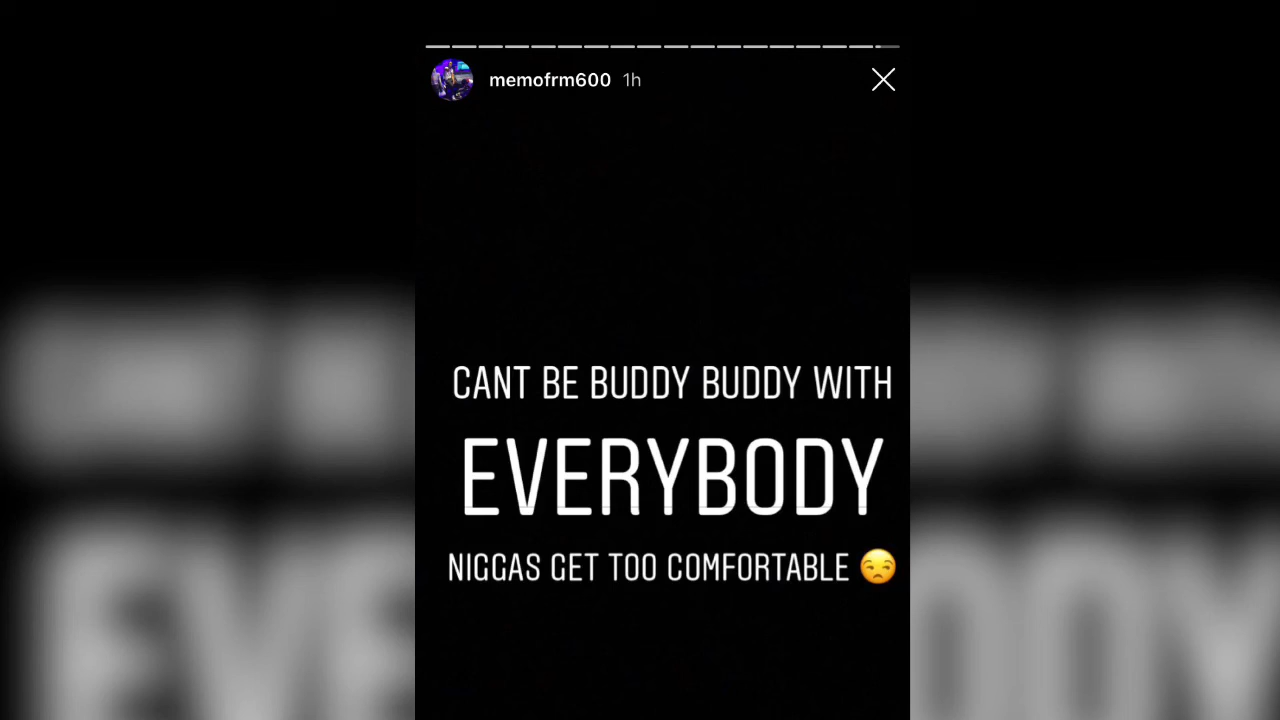 memofrm600 1h
CANT BE BUDDY BUDDY WITH
EVERYBODY
NIGGAS GET TOO COMFORTABLE 😒